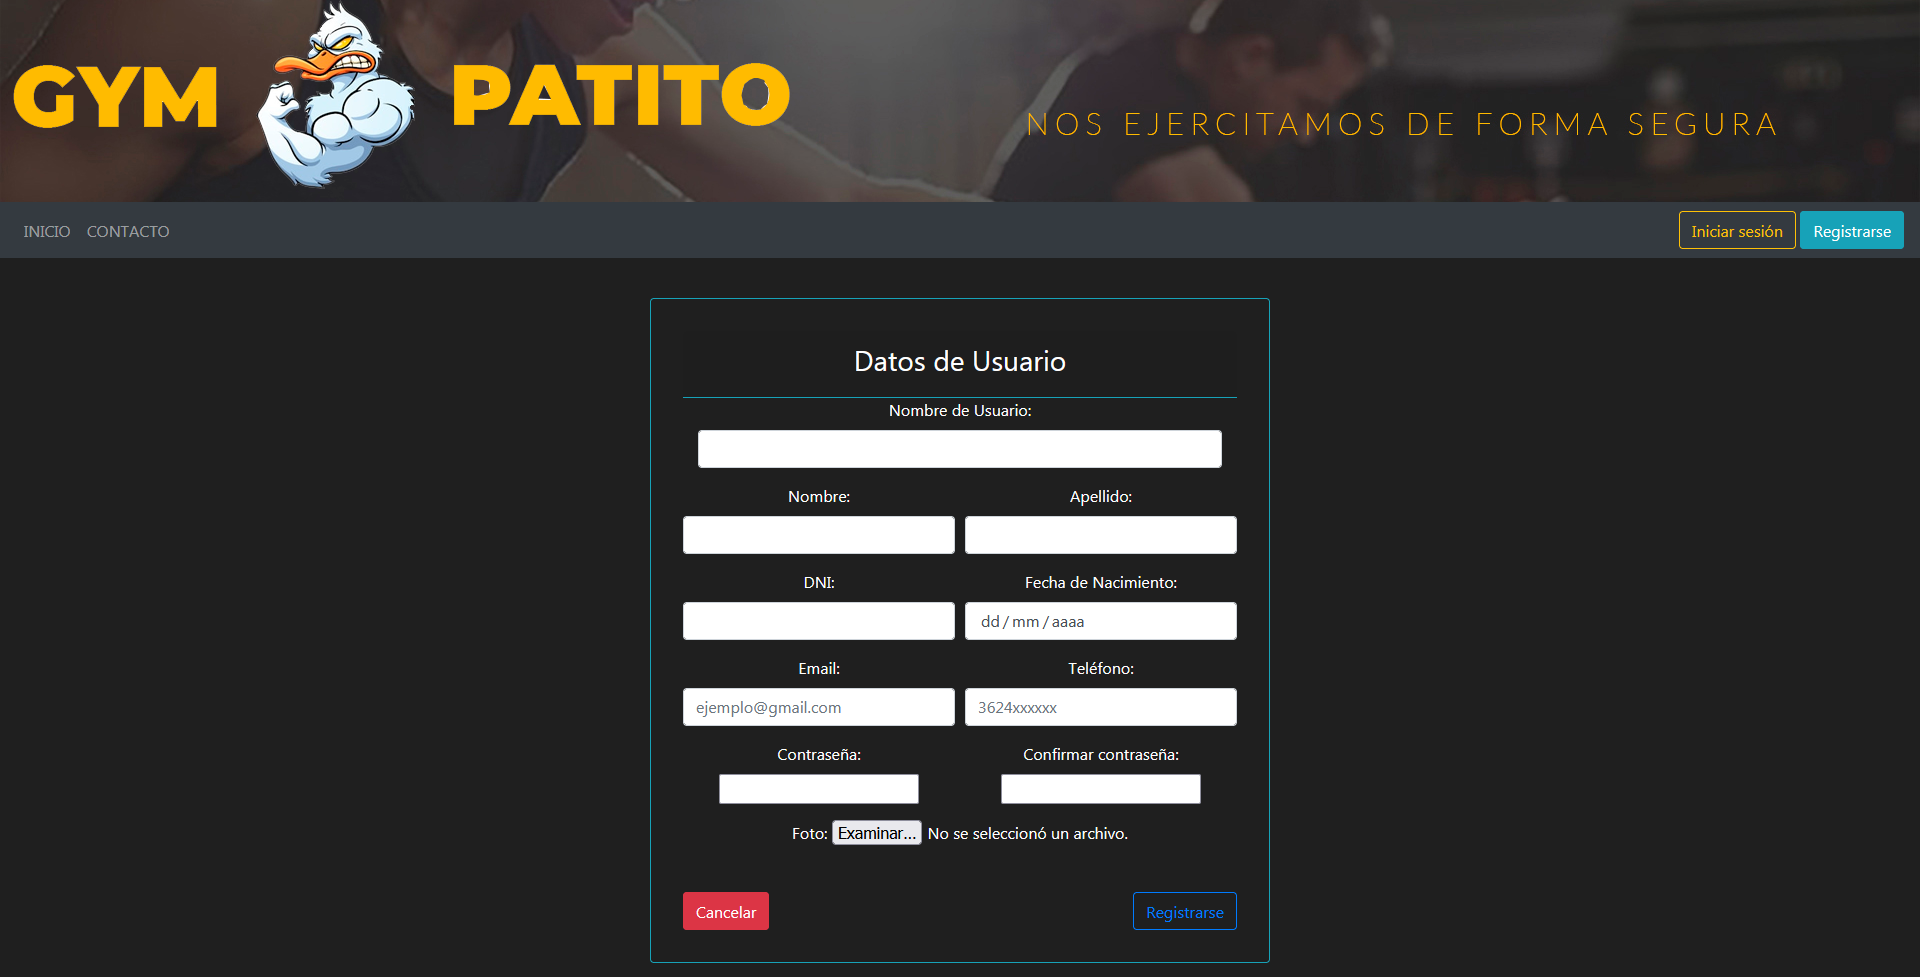 GYM PATITO
NOS EJERCITAMOS DE FORMA SEGURA
INICIO CONTACTO Iniciar sesión Registrarse
Datos de Usuario
Nombre de Usuario:
Nombre: Apellido:
DNI: Fecha de Nacimiento:
dd / mm / aaaa
Email: Teléfono:
ejemplo@gmail.com 3624xxxxxx
Contraseña: Confirmar contraseña:
Foto: Examinar... No se seleccionó un archivo.
Cancelar Registrarse